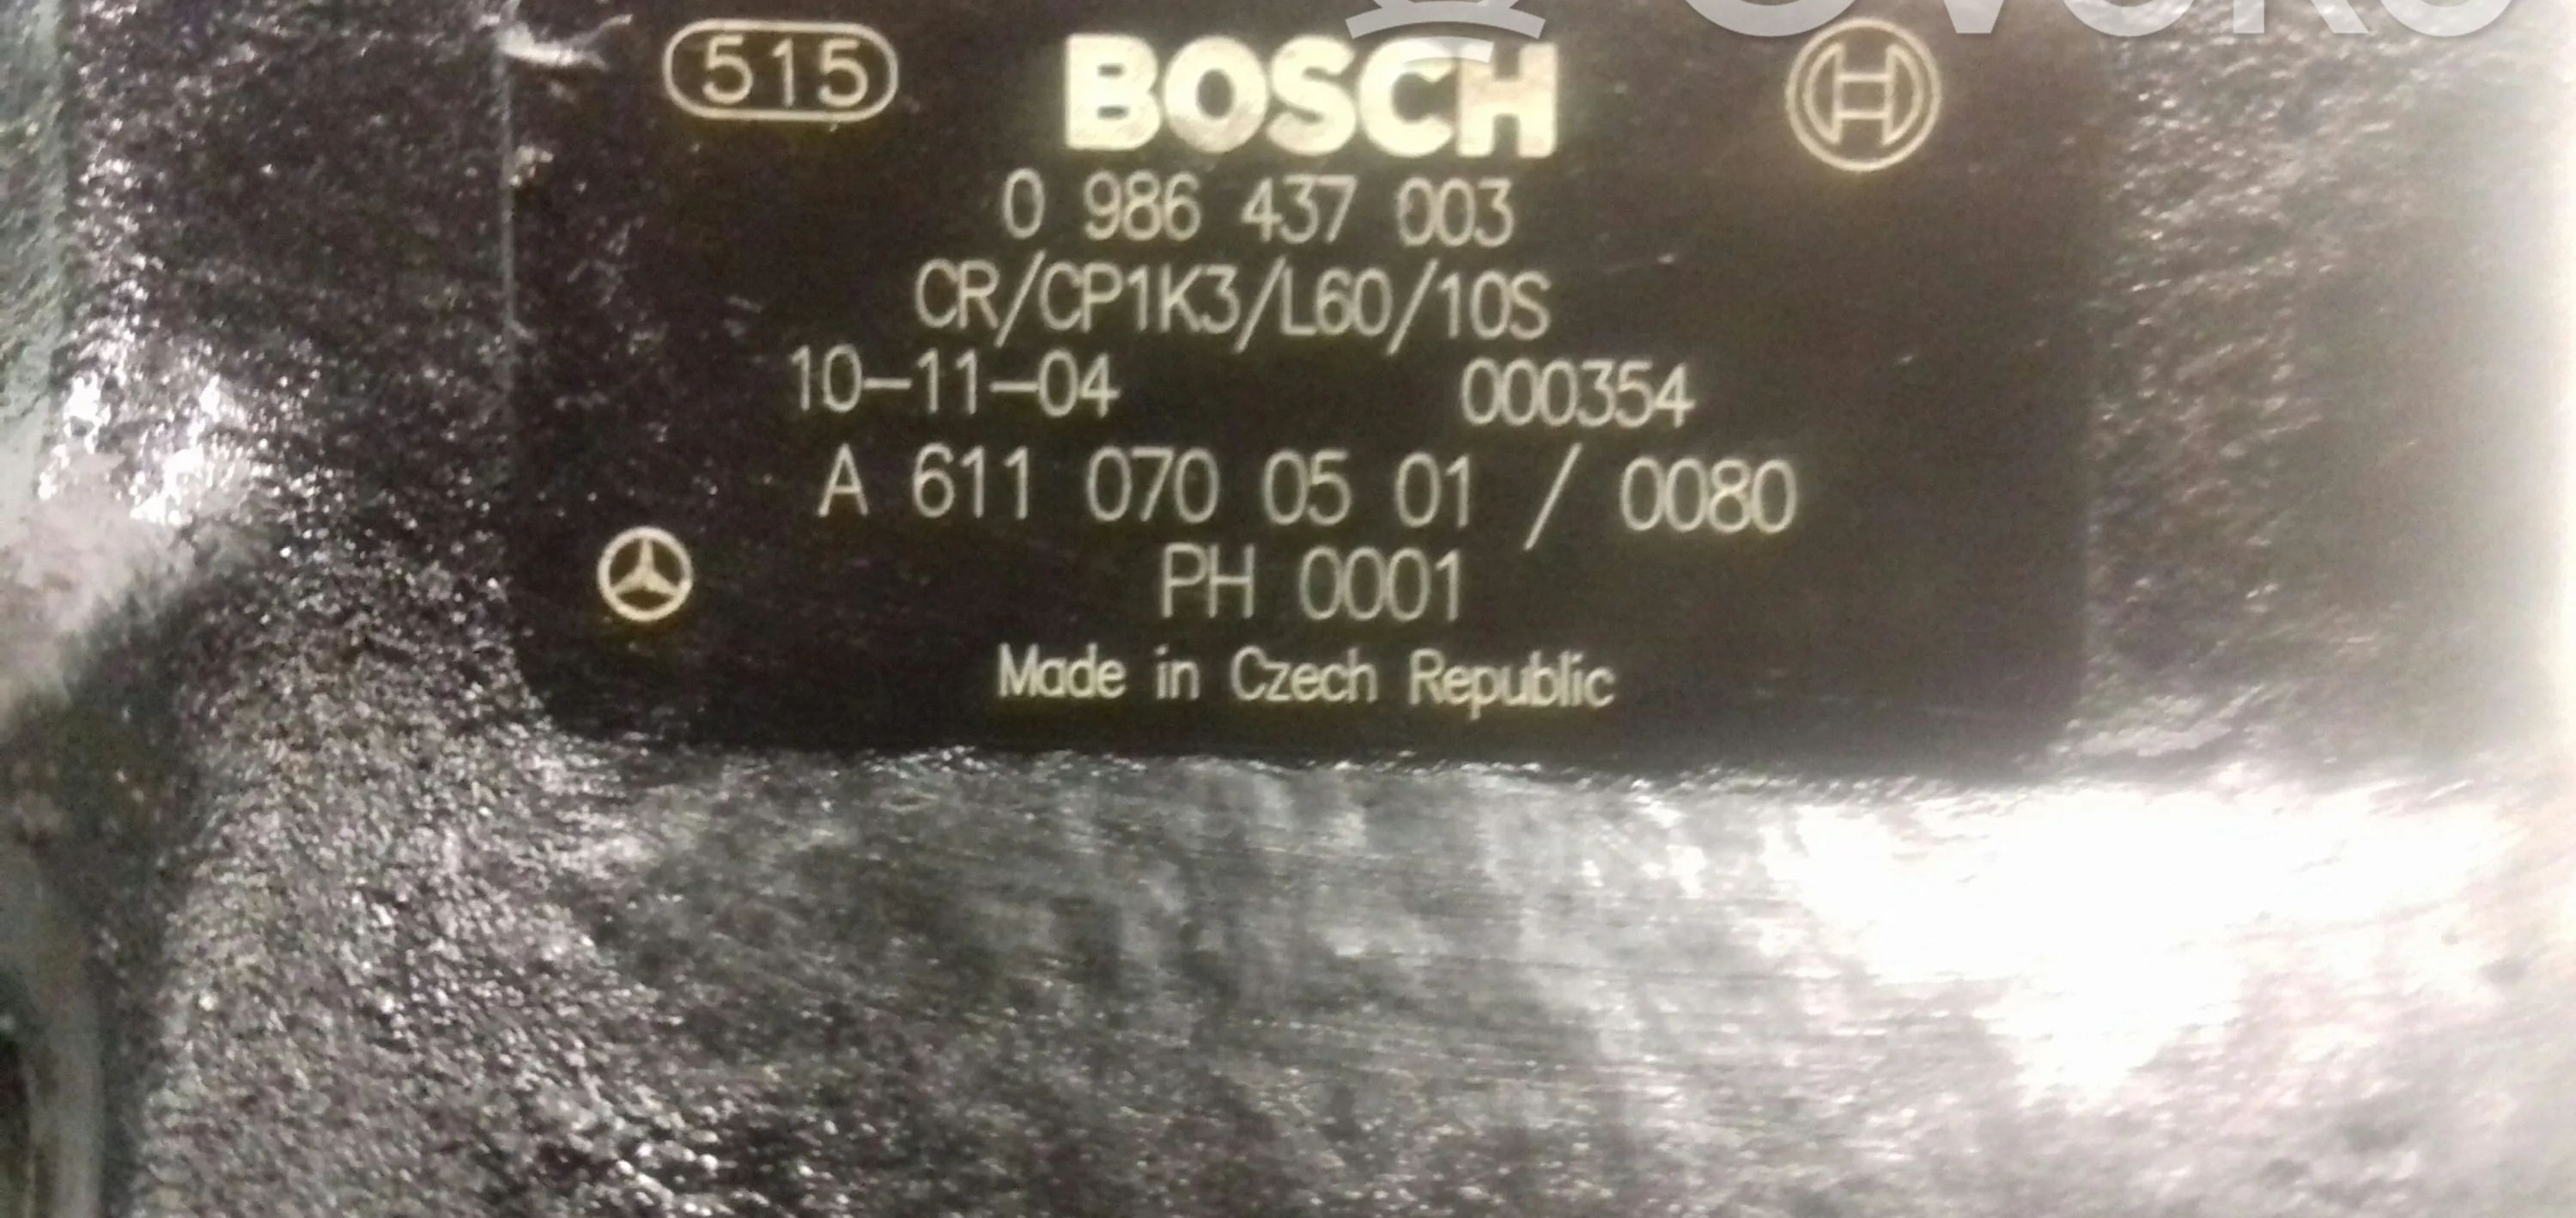 515 BOSCH
0 986 437 003
CR/CP1K3/L60/10S
10-11-04 000354
A 611 070 05 01 / 0080
PH 0001
Made in Czech Republic